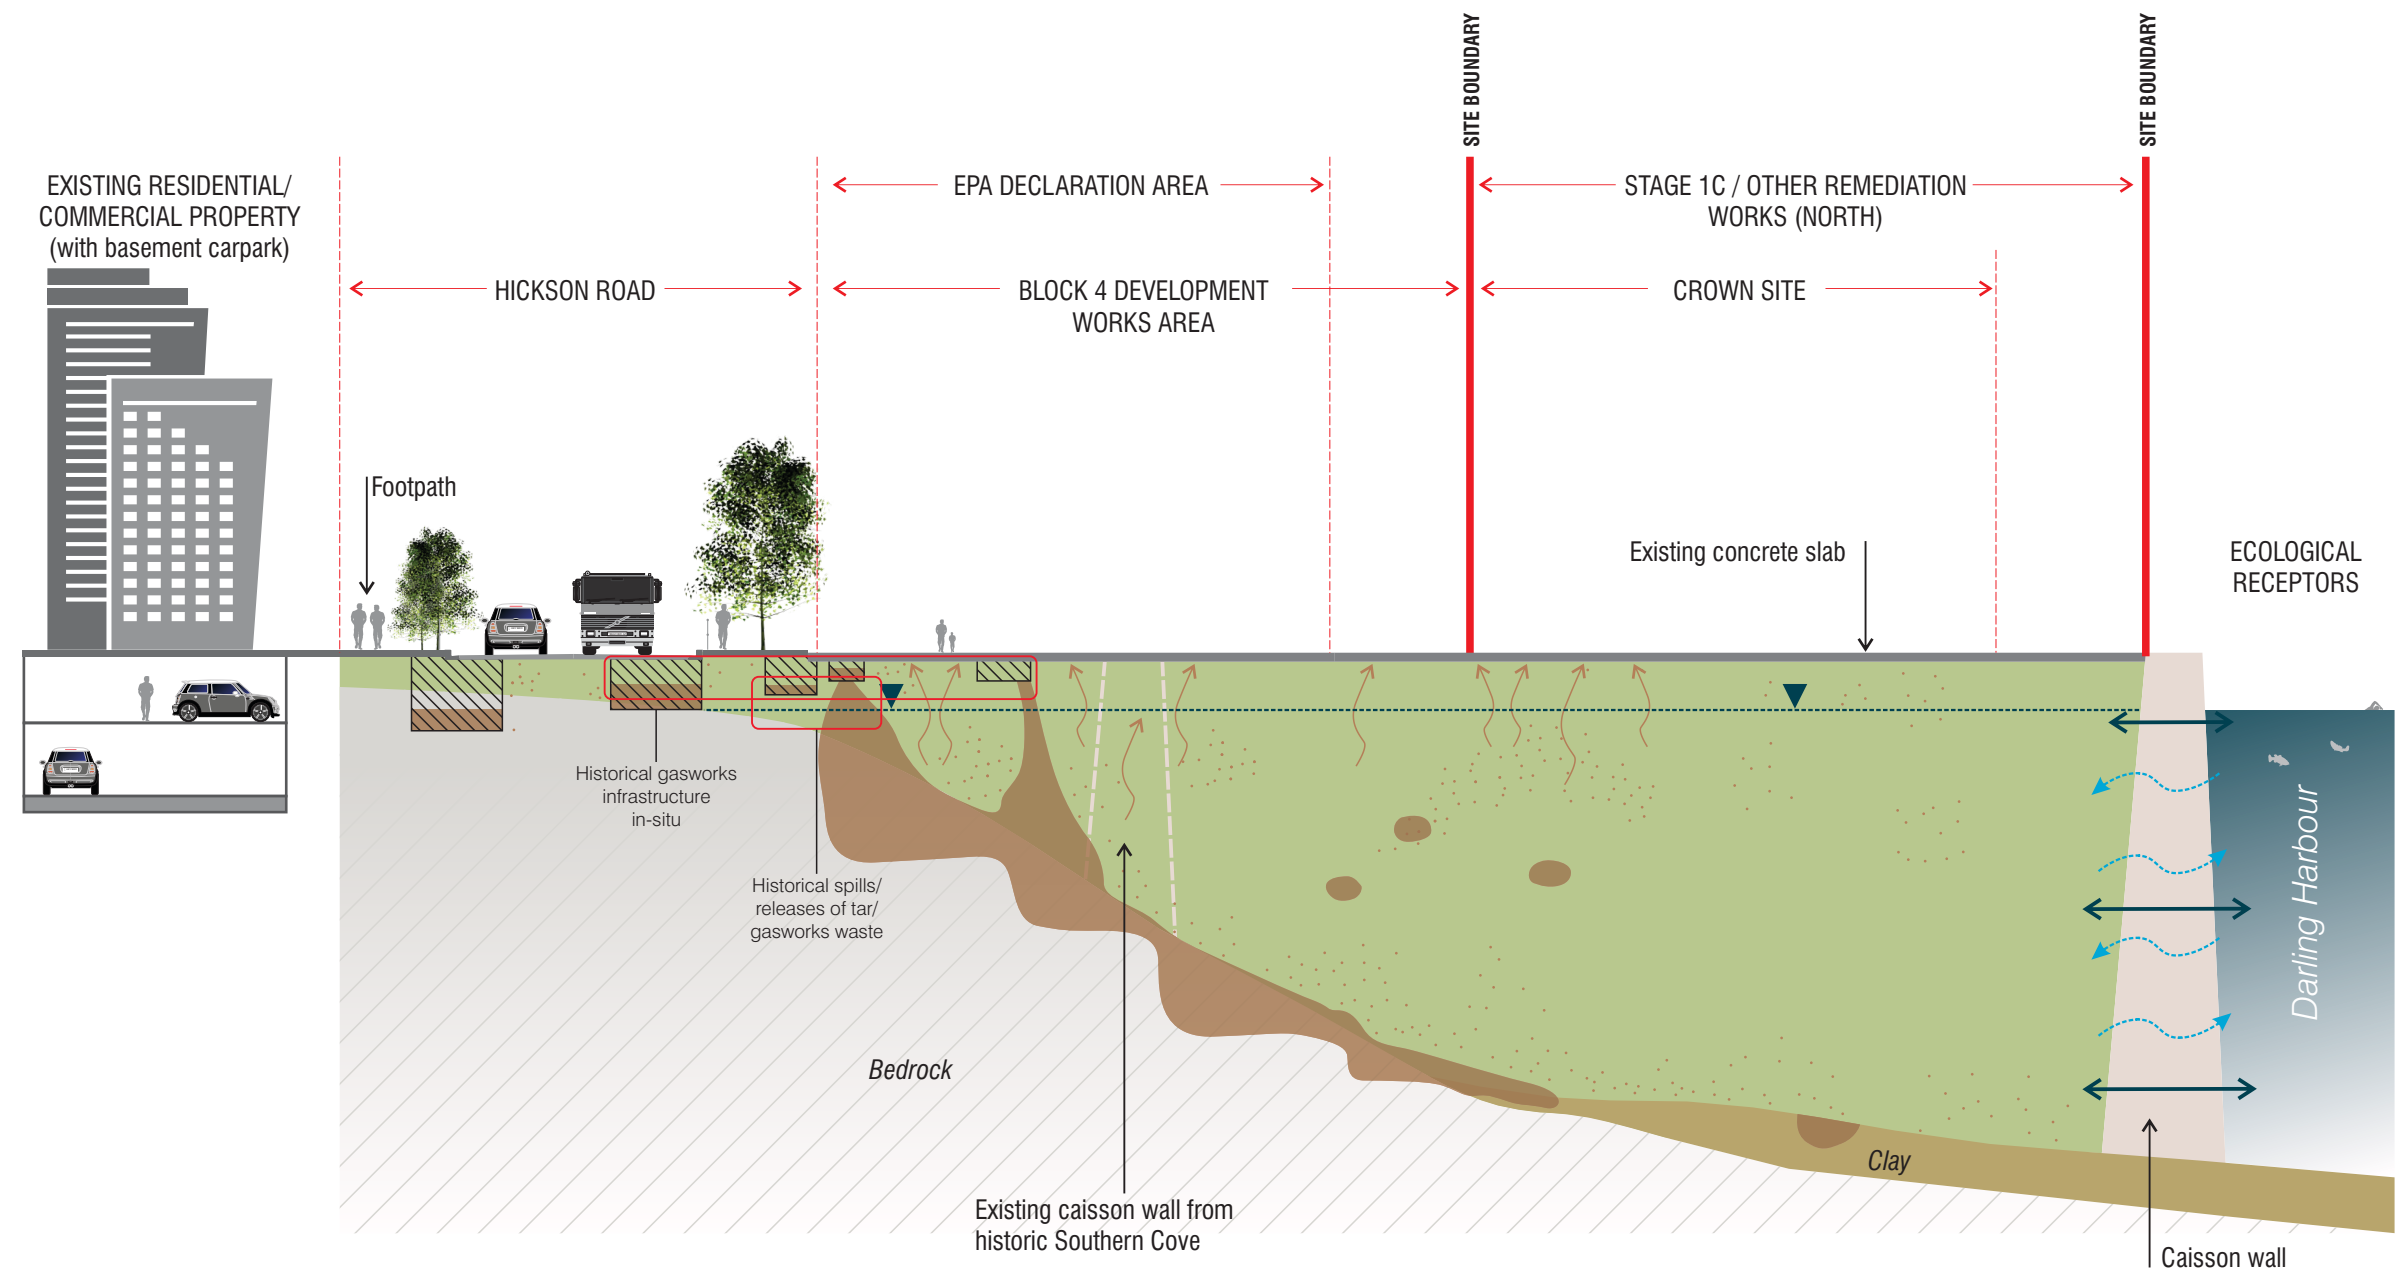 SITE BOUNDARY
SITE BOUNDARY
EXISTING RESIDENTIAL/
COMMERCIAL PROPERTY
(with basement carpark)
EPA DECLARATION AREA
STAGE 1C / OTHER REMEDIATION
WORKS (NORTH)
HICKSON ROAD
BLOCK 4 DEVELOPMENT
WORKS AREA
CROWN SITE
Footpath
Existing concrete slab
ECOLOGICAL
RECEPTORS
Historical gasworks
infrastructure
in-situ
Historical spills/
releases of tar/
gasworks waste
Darling Harbour
Bedrock
Clay
Existing caisson wall from
historic Southern Cove
Caisson wall